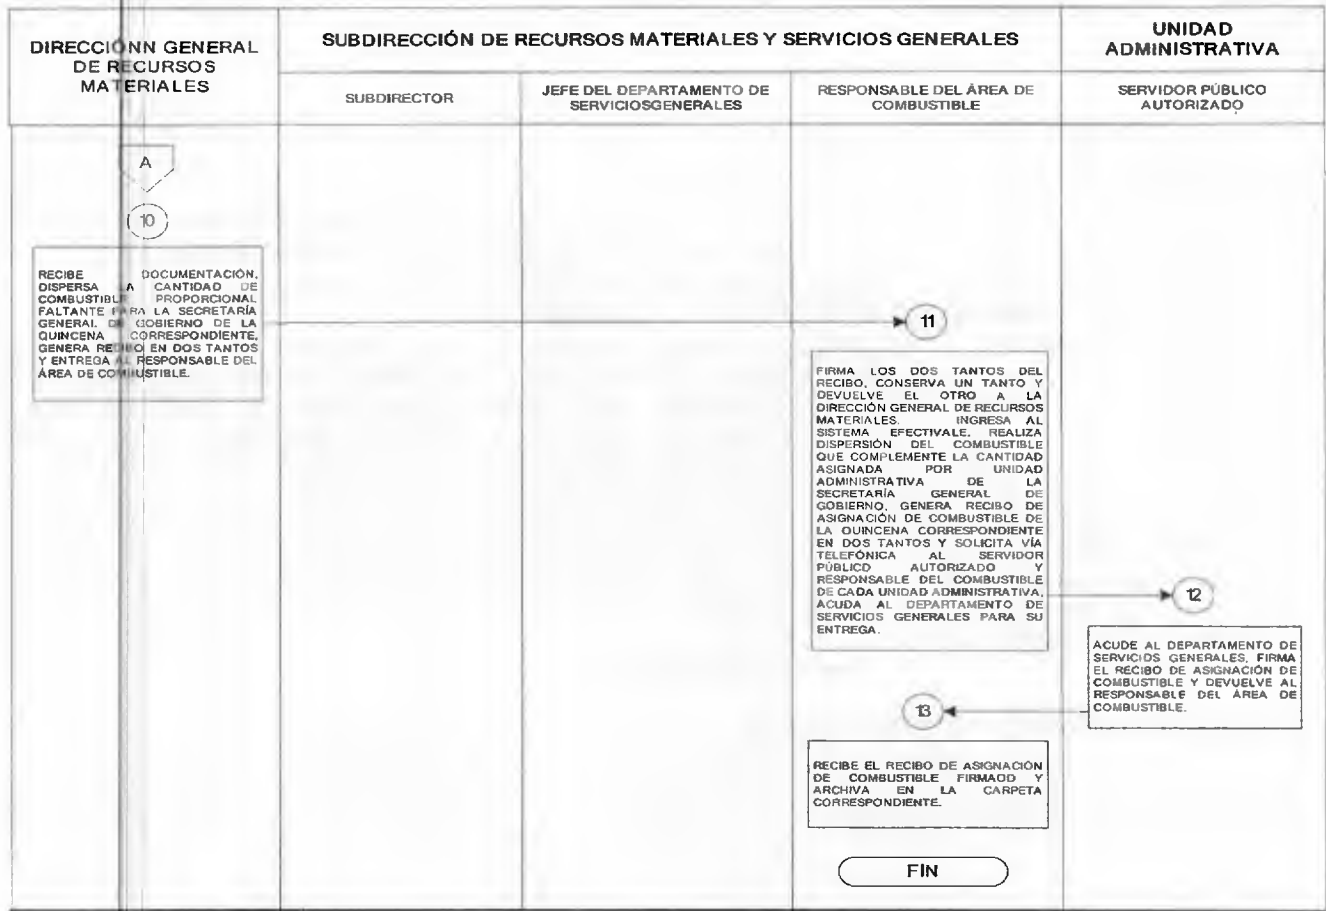 DIRECCIÓNN GENERAL
DE RECURSOS
MATERIALES
SUBDIRECCIÓN DE RECURSOS MATERIALES Y SERVICIOS GENERALES
UNIDAD
ADMINISTRATIVA
SUBDIRECTOR
JEFE DEL DEPARTAMENTO DE
SERVICIOSGENERALES
RESPONSABLE DEL ÁREA DE
COMBUSTIBLE
SERVIDOR PÚBLICO
AUTORIZADO
A
10
RECIBE DOCUMENTACIÓN,
DISPERSA LA CANTIDAD DE
COMBUSTIBLE PROPORCIONAL
FALTANTE PARA LA SECRETARÍA
GENERAL DE GOBIERNO DE LA
QUINCENA CORRESPONDIENTE,
GENERA RECIBO EN DOS TANTOS
Y ENTREGA AL RESPONSABLE DEL
ÁREA DE COMBUSTIBLE.
11
FIRMA LOS DOS TANTOS DEL
RECIBO, CONSERVA UN TANTO Y
DEVUELVE EL OTRO A LA
DIRECCIÓN GENERAL DE RECURSOS
MATERIALES. INGRESA AL
SISTEMA EFECTIVALE, REALIZA
DISPERSIÓN DEL COMBUSTIBLE
QUE COMPLEMENTE LA CANTIDAD
ASIGNADA POR UNIDAD
ADMINISTRATIVA DE LA
SECRETARÍA GENERAL DE
GOBIERNO, GENERA RECIBO DE
ASIGNACIÓN DE COMBUSTIBLE DE
LA QUINCENA CORRESPONDIENTE
EN DOS TANTOS Y SOLICITA VÍA
TELEFÓNICA AL SERVIDOR
PÚBLICO AUTORIZADO Y
RESPONSABLE DEL COMBUSTIBLE
DE CADA UNIDAD ADMINISTRATIVA,
ACUDA AL DEPARTAMENTO DE
SERVICIOS GENERALES PARA SU
ENTREGA.
12
ACUDE AL DEPARTAMENTO DE
SERVICIOS GENERALES, FIRMA
EL RECIBO DE ASIGNACIÓN DE
COMBUSTIBLE Y DEVUELVE AL
RESPONSABLE DEL ÁREA DE
COMBUSTIBLE.
13
RECIBE EL RECIBO DE ASIGNACIÓN
DE COMBUSTIBLE FIRMAOD Y
ARCHIVA EN LA CARPETA
CORRESPONDIENTE.
FIN